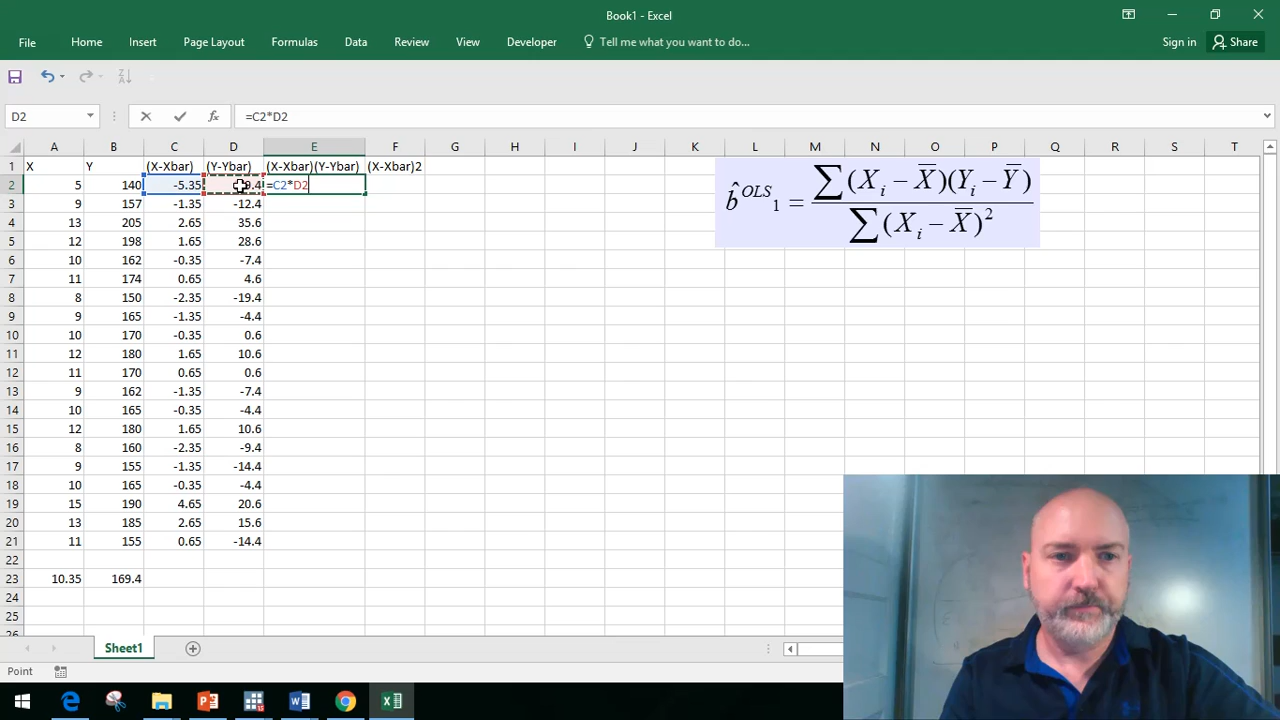 Book1 - Excel
File Home Insert Page Layout Formulas Data Review View Developer Tell me what you want to do... Sign in Share
D2 fx =C2*D2
A B C D E F G H I J K L M N O P Q R S T
1 X Y (X-Xbar) (Y-Ybar) (X-Xbar)(Y-Ybar) (X-Xbar)2
2 5 140 -5.35 =C2*D2
3 9 157 -1.35 -12.4
4 13 205 2.65 35.6
5 12 198 1.65 28.6
6 10 162 -0.35 -7.4
7 11 174 0.65 4.6
8 8 150 -2.35 -19.4
9 9 165 -1.35 -4.4
10 10 170 -0.35 0.6
11 12 180 1.65 10.6
12 11 170 0.65 0.6
13 9 162 -1.35 -7.4
14 10 165 -0.35 -4.4
15 12 180 1.65 10.6
16 8 160 -2.35 -9.4
17 9 155 -1.35 -14.4
18 10 165 -0.35 -4.4
19 15 190 4.65 20.6
20 13 185 2.65 15.6
21 11 155 0.65 -14.4
22
23 10.35 169.4
24
25
26
b̂^OLS_1 = ∑(X_i − X̄)(Y_i − Ȳ) / ∑(X_i − X̄)^2
Sheet1
Point